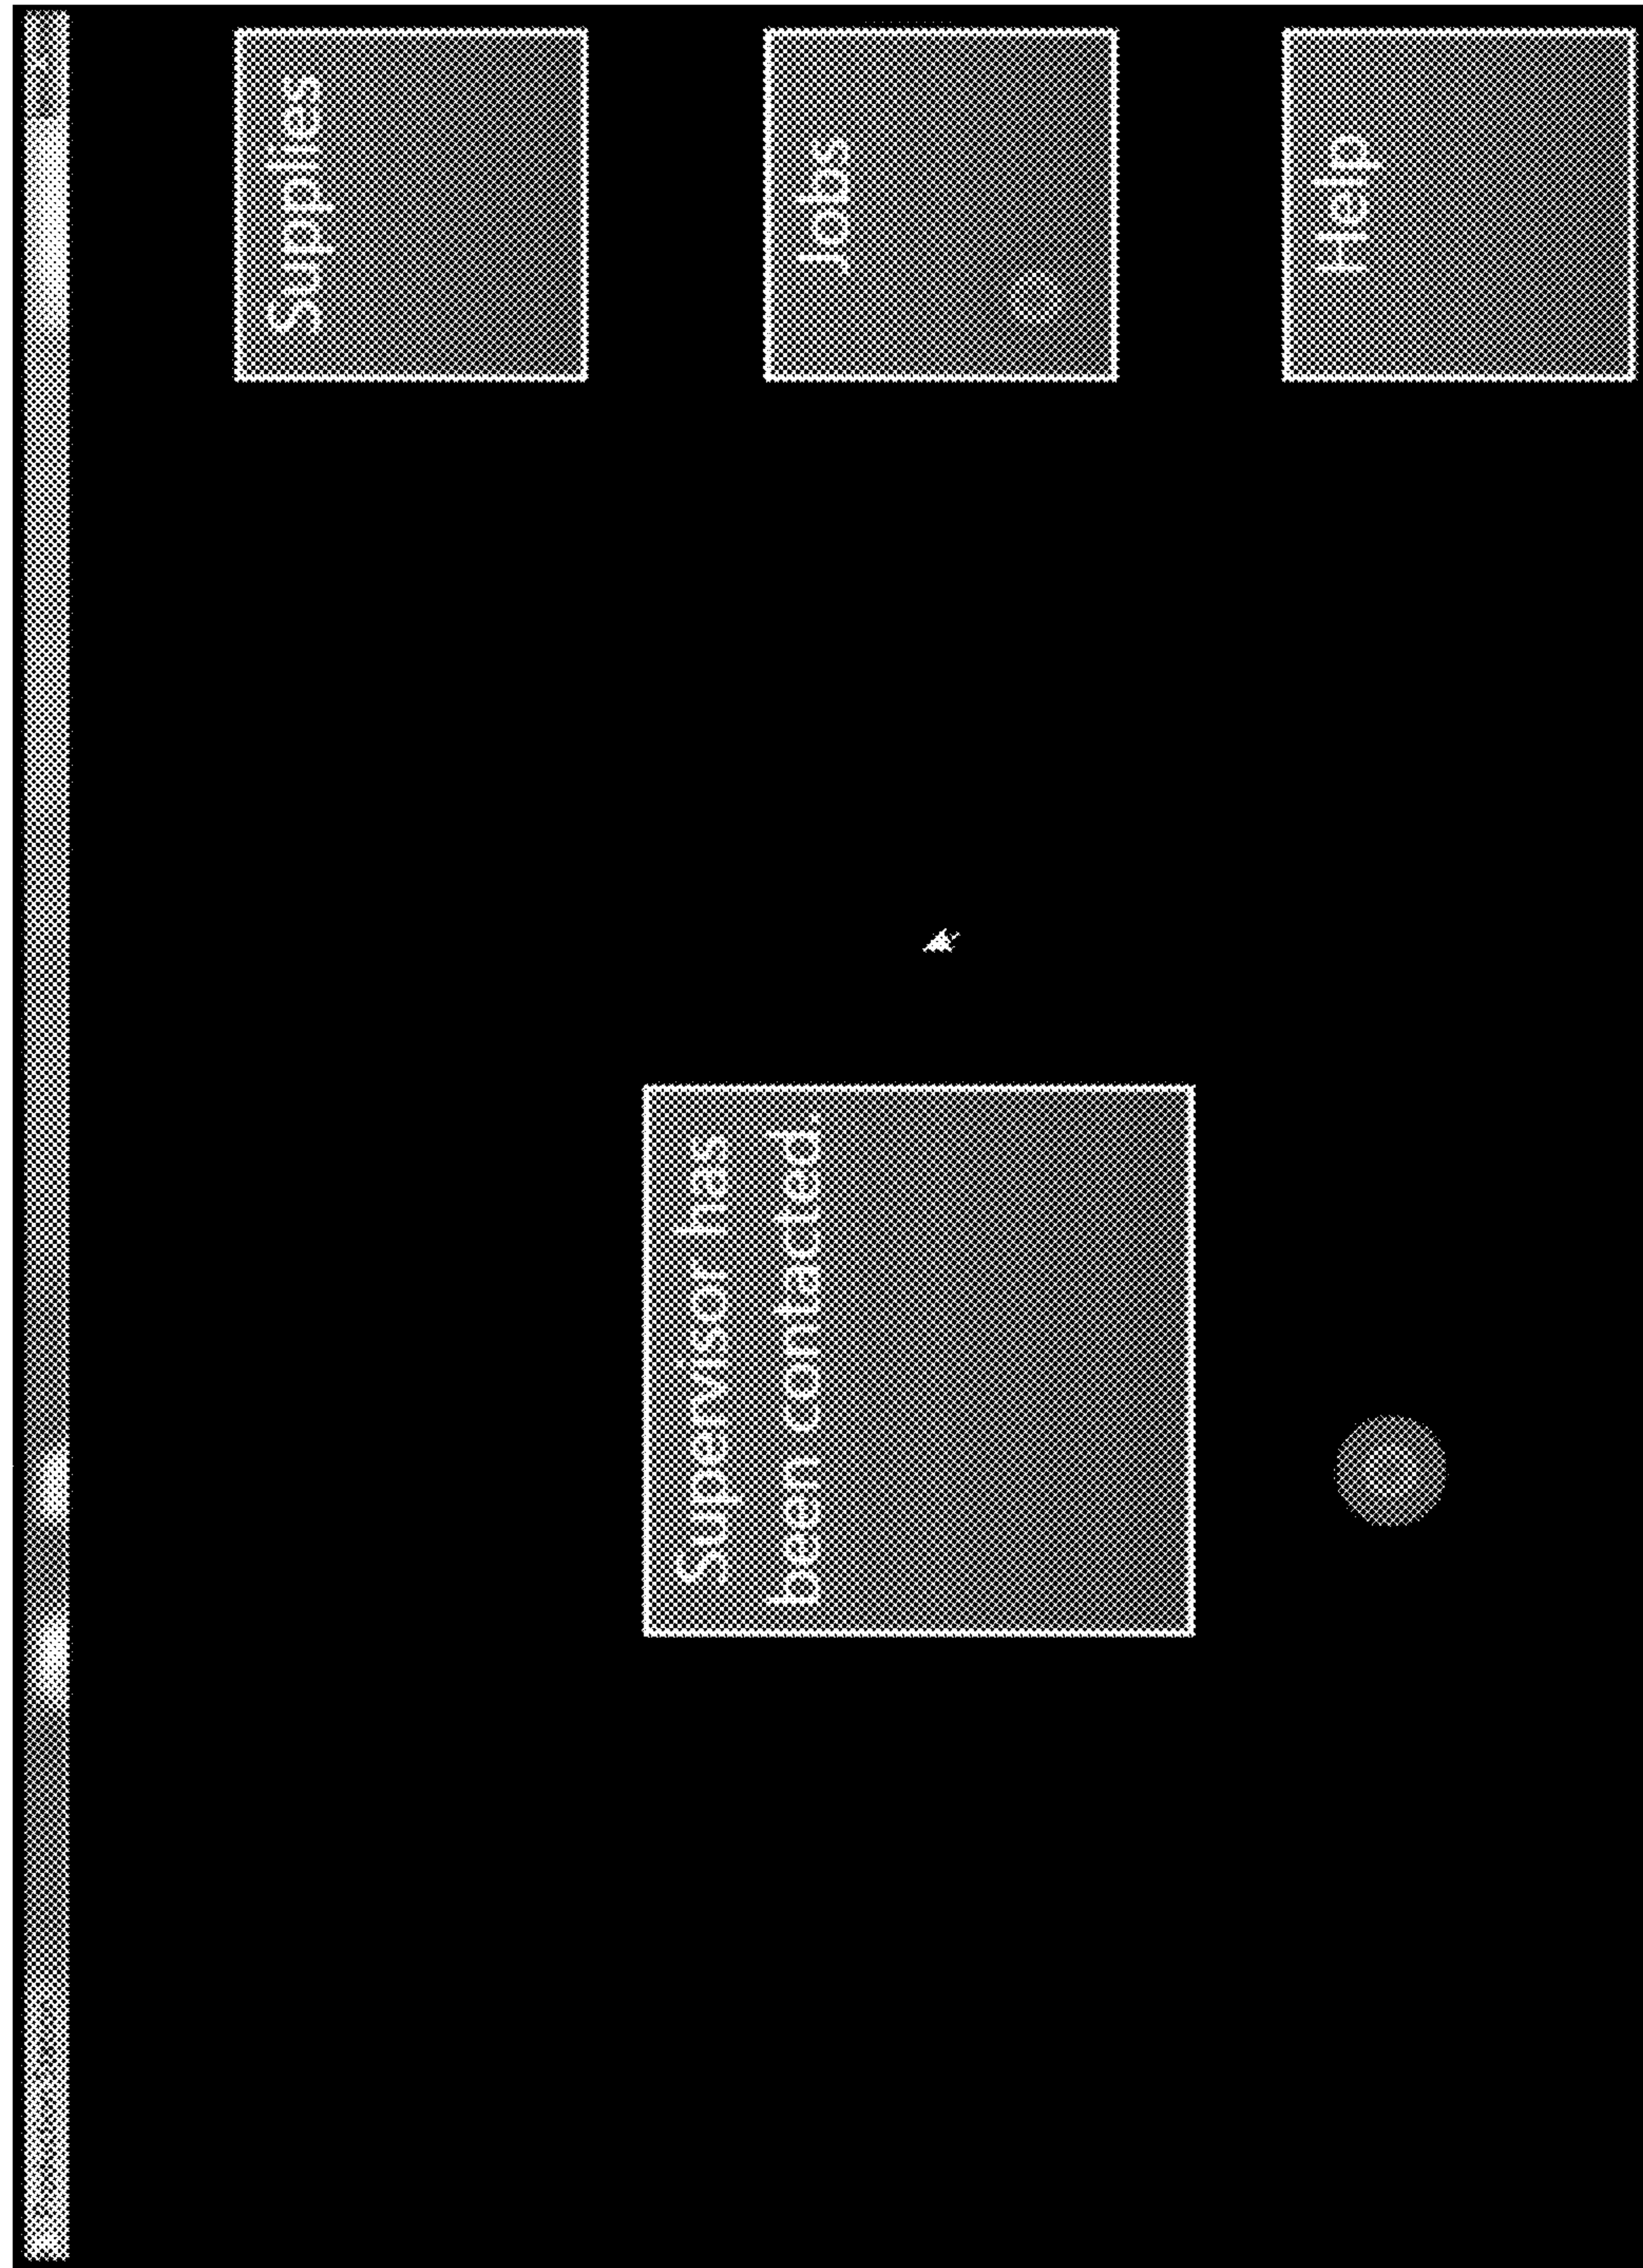 Supplies
Jobs
Help
Supervisor has
been contacted.